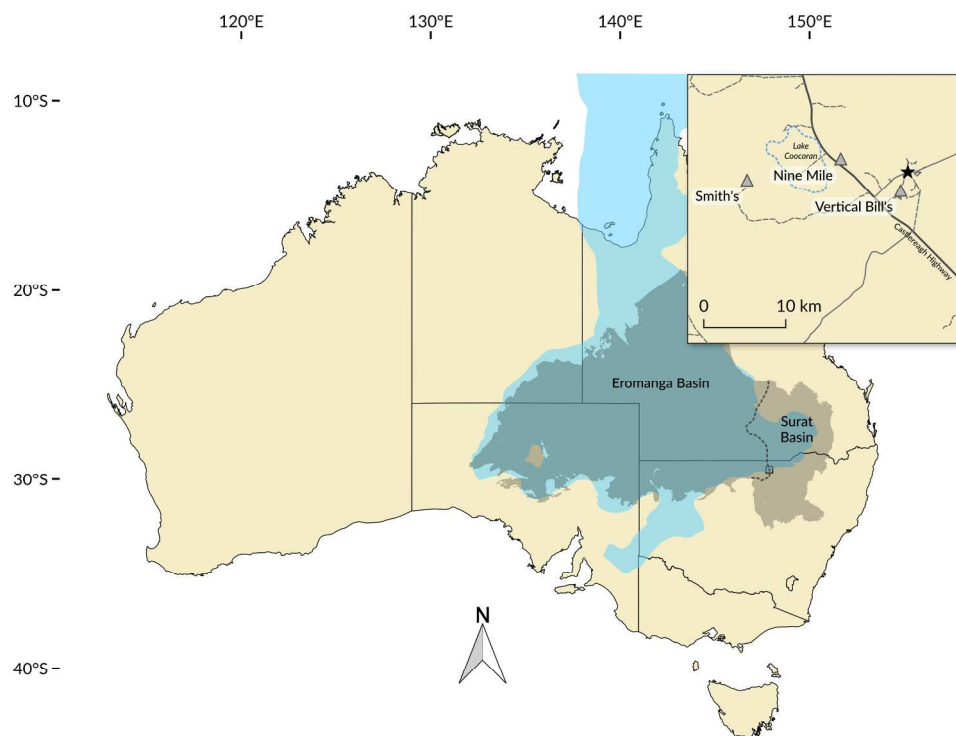 120°E
130°E
140°E
150°E
10°S
20°S
30°S
40°S
Lake
Coocoran
Nine Mile
Smith's
Vertical Bill's
Castlereagh Highway
0
10 km
Eromanga Basin
Surat
Basin
N